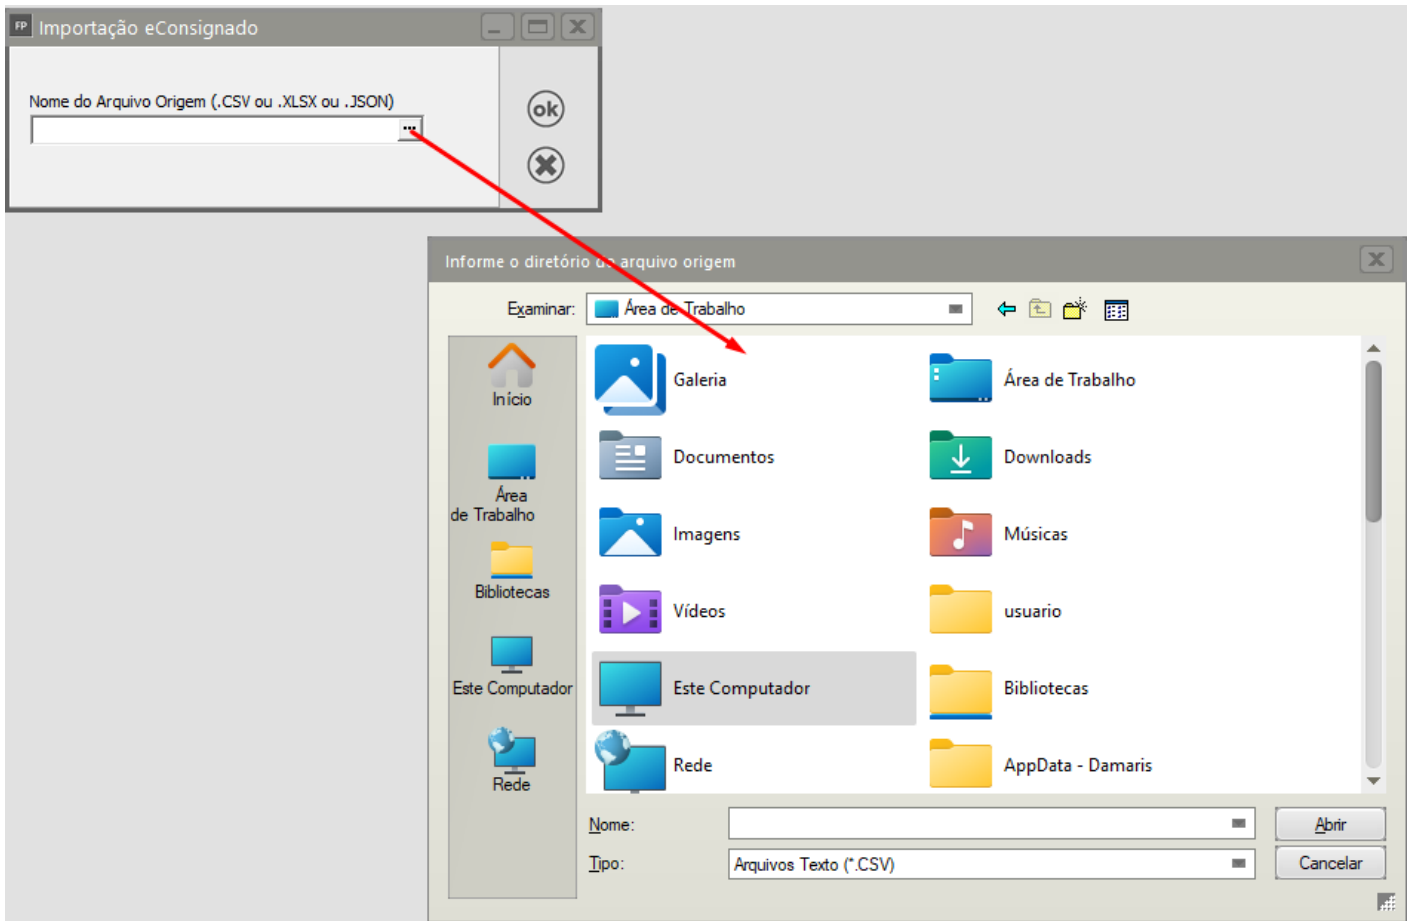 FP Importação eConsignado
Nome do Arquivo Origem (.CSV ou .XLSX ou .JSON)
...
ok
Informe o diretório do arquivo origem
Examinar: Área de Trabalho
Início
Área
de Trabalho
Bibliotecas
Este Computador
Rede
Galeria
Área de Trabalho
Documentos
Downloads
Imagens
Músicas
Vídeos
usuario
Este Computador
Bibliotecas
Rede
AppData - Damaris
Nome:
Abrir
Tipo: Arquivos Texto (*.CSV)
Cancelar